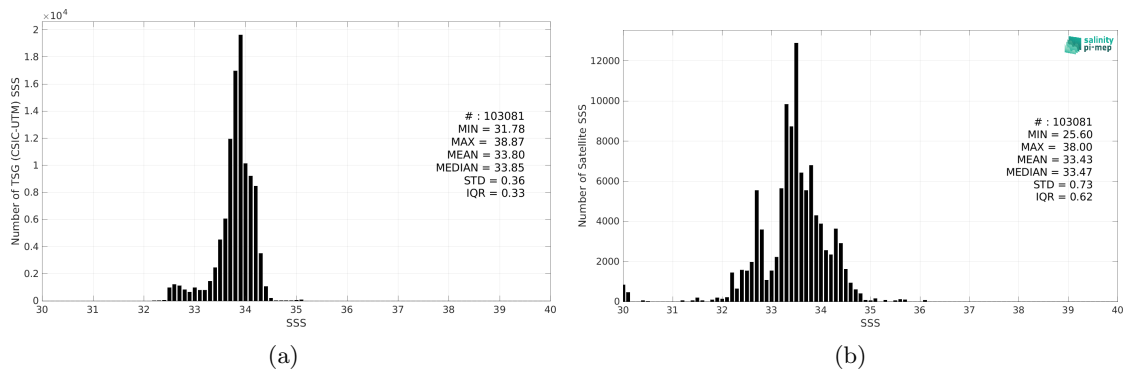 ×10⁴
2
1.8
1.6
1.4
1.2
1
0.8
0.6
0.4
0.2
0
Number of TSG (CSIC-UTM) SSS
# : 103081
MIN = 31.78
MAX = 38.87
MEAN = 33.80
MEDIAN = 33.85
STD = 0.36
IQR = 0.33
30 31 32 33 34 35 36 37 38 39 40
SSS
(a)
salinity
pi-mep
12000
10000
8000
6000
4000
2000
0
Number of Satellite SSS
# : 103081
MIN = 25.60
MAX = 38.00
MEAN = 33.43
MEDIAN = 33.47
STD = 0.73
IQR = 0.62
30 31 32 33 34 35 36 37 38 39 40
SSS
(b)